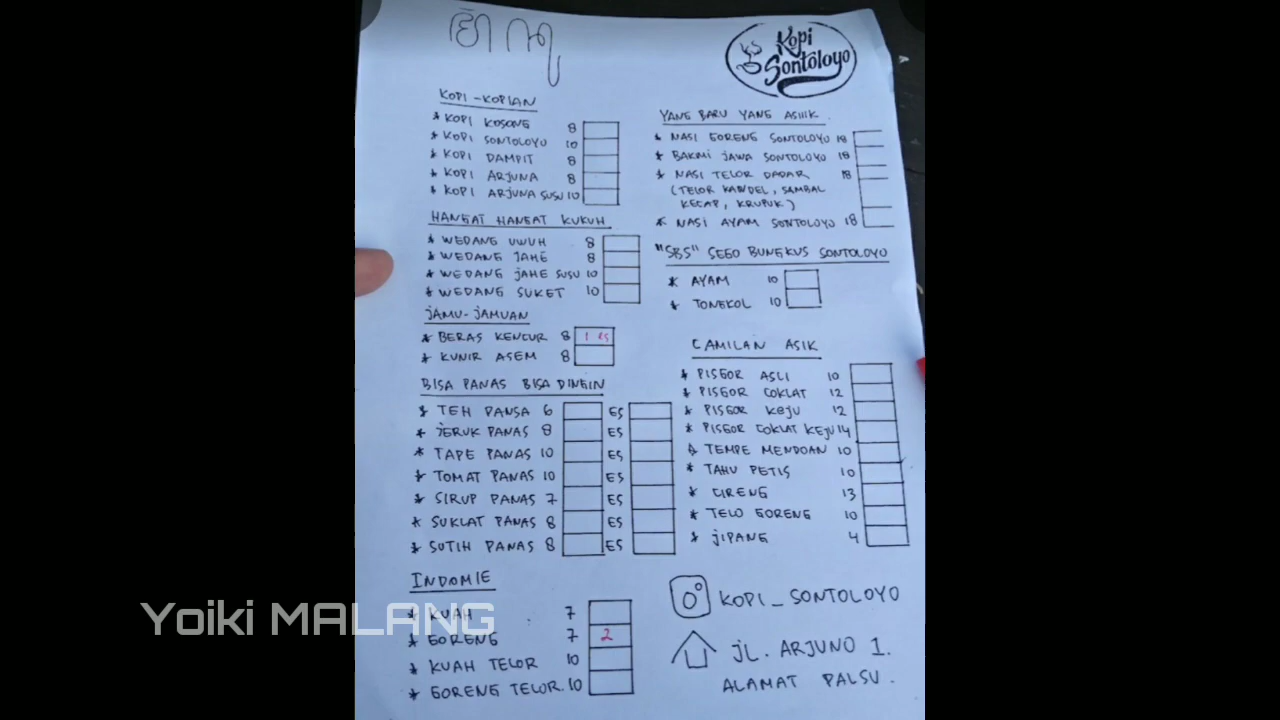 Kopi
Sontoloyo
KOPI-KOPIAN
* KOPI KOSONG 8
* KOPI SONTOLOYO 10
* KOPI DAMPIT 8
* KOPI ARJUNA 8
* KOPI ARJUNA SUSU 10
HANGAT HANGAT KUKUH
* WEDANG UWUH 8
* WEDANG JAHE 8
* WEDANG JAHE SUSU 10
* WEDANG SUKET 10
JAMU-JAMUAN
* BERAS KENCUR 8 1 es
* KUNIR ASEM 8
BISA PANAS BISA DINGIN
* TEH PANSA 6 ES
* JERUK PANAS 8 ES
* TAPE PANAS 10 ES
* TOMAT PANAS 10 ES
* SIRUP PANAS 7 ES
* SUKLAT PANAS 8 ES
* SUTIH PANAS 8 ES
INDOMIE
* KUAH 7
* GORENG 7 2
* KUAH TELOR 10
* GORENG TELOR. 10
YANG BARU YANG ASIIIK.
* NASI GORENG SONTOLOYO 18
* BAKMI JAWA SONTOLOYO 18
* NASI TELOR DADAR 18
(TELOR KANDEL, SAMBAL
KECAP, KRUPUK)
* NASI AYAM SONTOLOYO 18
"SBS" SEGO BUNGKUS SONTOLOYO
* AYAM 10
* TONGKOL 10
CAMILAN ASIK
* PISGOR ASLI 10
* PISGOR COKLAT 12
* PISGOR KEJU 12
* PISGOR COKLAT KEJU 14
* TEMPE MENDOAN 10
* TAHU PETIS 10
* CIRENG 13
* TELO GORENG 10
* JIPANG 4
KOPI_SONTOLOYO
JL. ARJUNO 1.
ALAMAT PALSU.
Yoiki MALANG